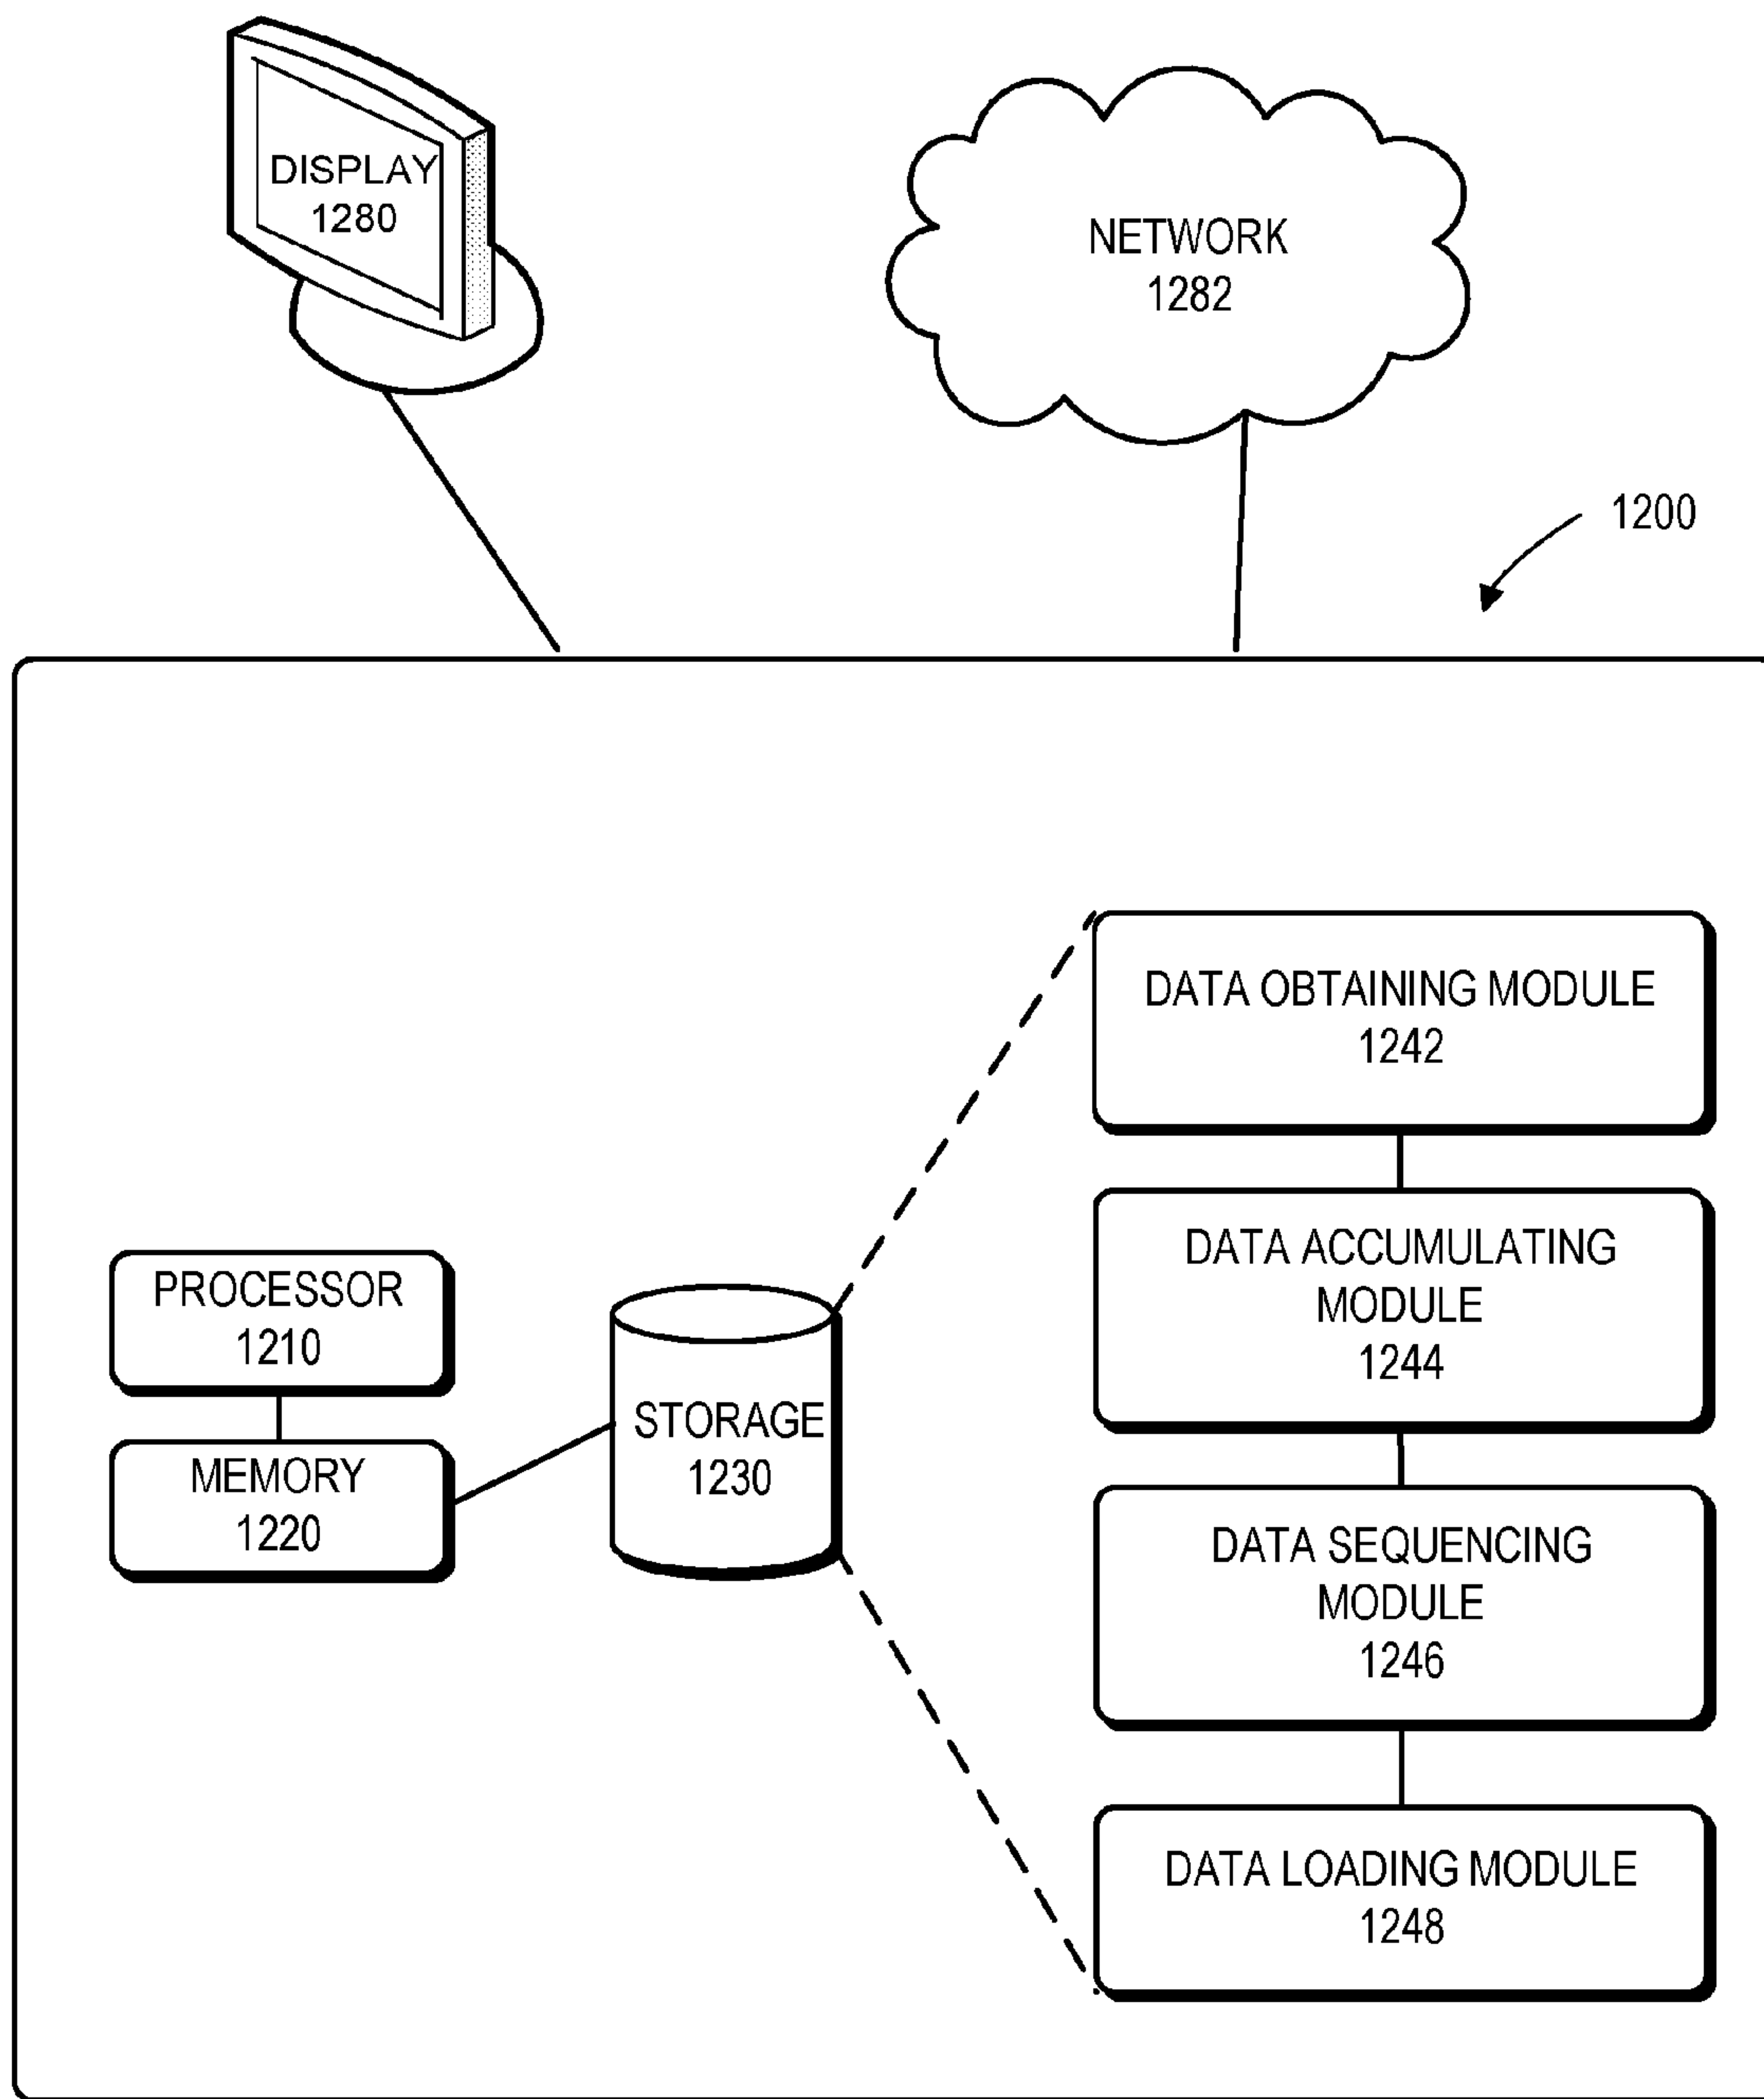 DISPLAY
1280
NETWORK
1282
1200
DATA OBTAINING MODULE
1242
DATA ACCUMULATING
MODULE
1244
PROCESSOR
1210
MEMORY
1220
STORAGE
1230
DATA SEQUENCING
MODULE
1246
DATA LOADING MODULE
1248